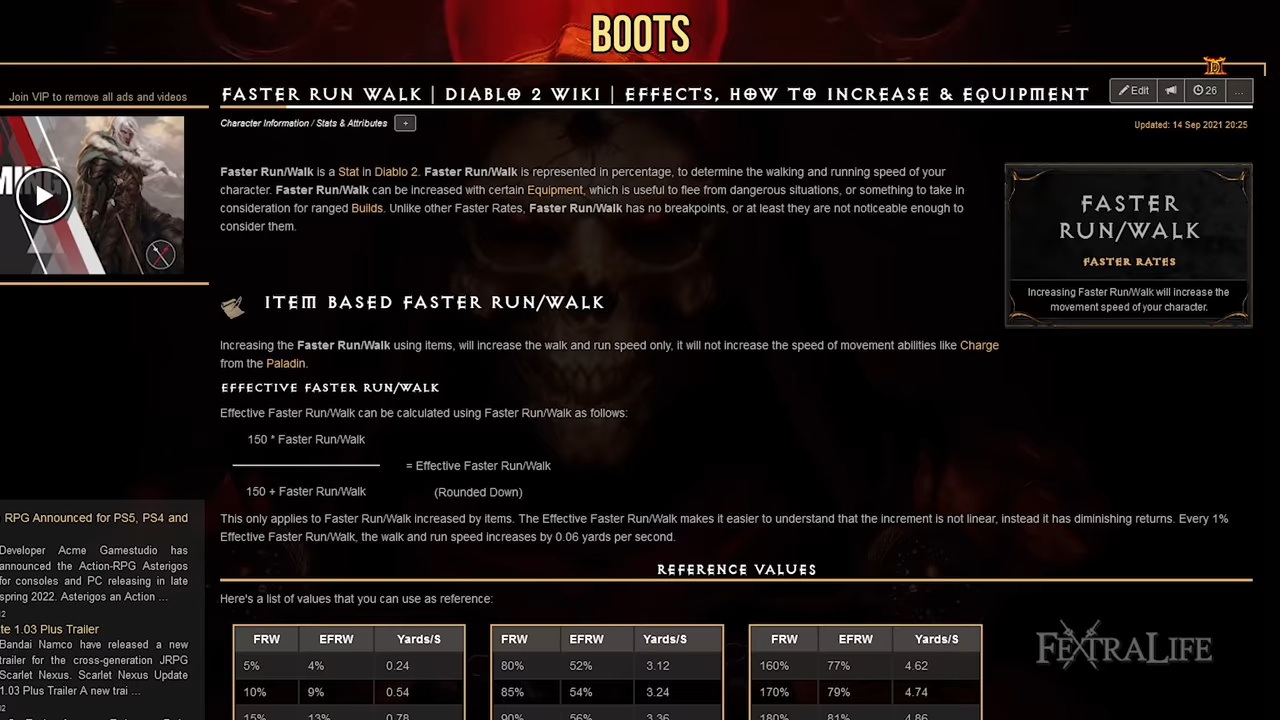 BOOTS
Join VIP to remove all ads and videos
FASTER RUN WALK | DIABLO 2 WIKI | EFFECTS, HOW TO INCREASE & EQUIPMENT
Edit
26
...
Character Information / Stats & Attributes
+
Updated: 14 Sep 2021 20:25
Faster Run/Walk is a Stat in Diablo 2. Faster Run/Walk is represented in percentage, to determine the walking and running speed of your
character. Faster Run/Walk can be increased with certain Equipment, which is useful to flee from dangerous situations, or something to take in
consideration for ranged Builds. Unlike other Faster Rates, Faster Run/Walk has no breakpoints, or at least they are not noticeable enough to
consider them.
FASTER
RUN/WALK
FASTER RATES
Increasing Faster Run/Walk will increase the
movement speed of your character.
ITEM BASED FASTER RUN/WALK
Increasing the Faster Run/Walk using items, will increase the walk and run speed only, it will not increase the speed of movement abilities like Charge
from the Paladin.
EFFECTIVE FASTER RUN/WALK
Effective Faster Run/Walk can be calculated using Faster Run/Walk as follows:
150 * Faster Run/Walk
= Effective Faster Run/Walk
150 + Faster Run/Walk
(Rounded Down)
This only applies to Faster Run/Walk increased by items. The Effective Faster Run/Walk makes it easier to understand that the increment is not linear, instead it has diminishing returns. Every 1%
Effective Faster Run/Walk, the walk and run speed increases by 0.06 yards per second.
REFERENCE VALUES
Here's a list of values that you can use as reference:
FRW EFRW Yards/S
5% 4% 0.24
10% 9% 0.54
15% 13% 0.78
FRW EFRW Yards/S
80% 52% 3.12
85% 54% 3.24
90% 56% 3.36
FRW EFRW Yards/S
160% 77% 4.62
170% 79% 4.74
180% 81% 4.86
RPG Announced for PS5, PS4 and
Developer Acme Gamestudio has
announced the Action-RPG Asterigos
for consoles and PC releasing in late
spring 2022. Asterigos an Action ...
te 1.03 Plus Trailer
Bandai Namco have released a new
trailer for the cross-generation JRPG
Scarlet Nexus. Scarlet Nexus Update
1.03 Plus Trailer A new trai ...
FEXTRALIFE